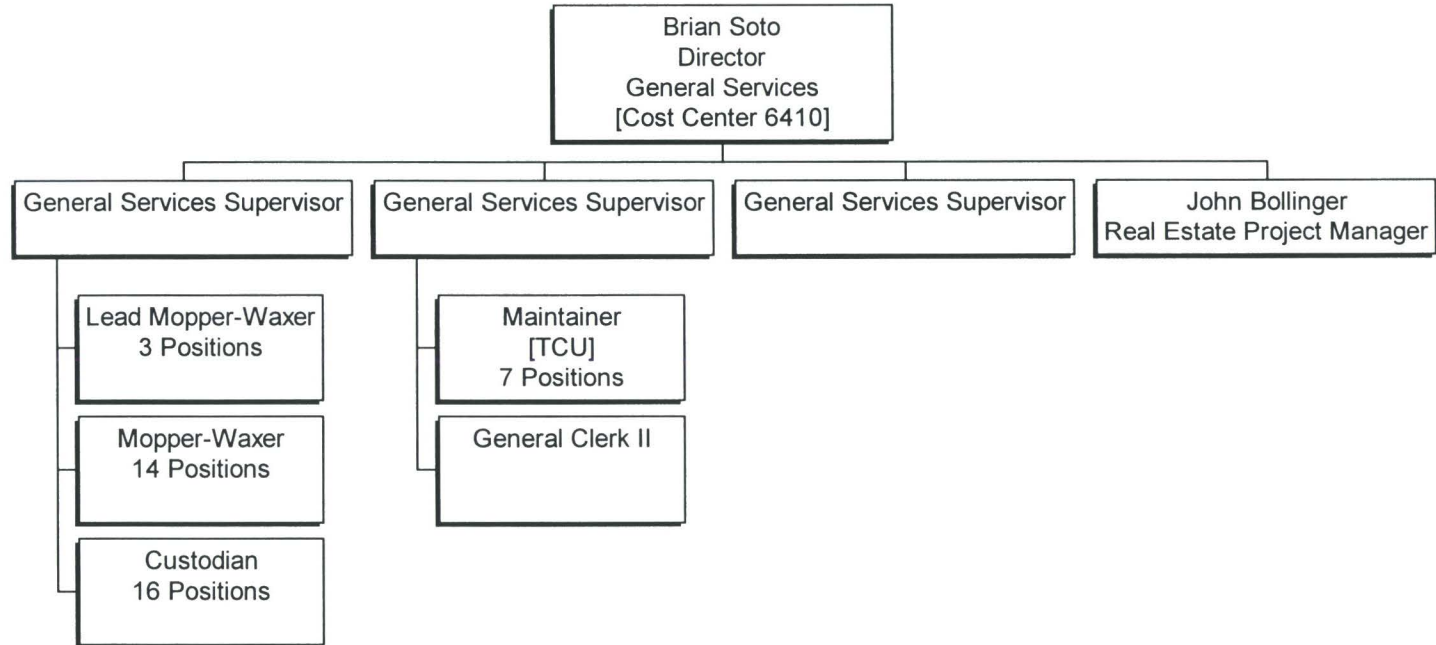 Brian Soto
Director
General Services
[Cost Center 6410]
General Services Supervisor
General Services Supervisor
General Services Supervisor
John Bollinger
Real Estate Project Manager
Lead Mopper-Waxer
3 Positions
Mopper-Waxer
14 Positions
Custodian
16 Positions
Maintainer
[TCU]
7 Positions
General Clerk II